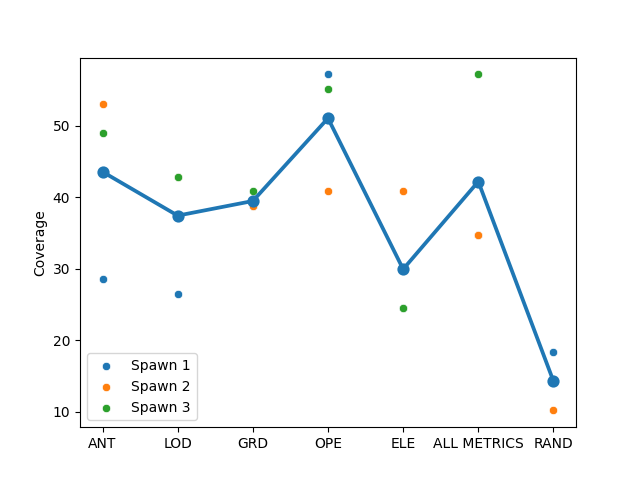 Coverage
50
40
30
20
10
Spawn 1
Spawn 2
Spawn 3
ANT LOD GRD OPE ELE ALL METRICS RAND